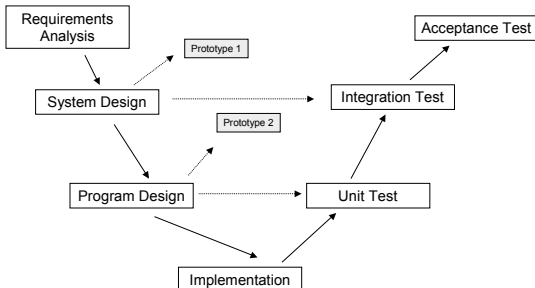 Requirements
Analysis
Acceptance Test
Prototype 1
System Design
Integration Test
Prototype 2
Program Design
Unit Test
Implementation